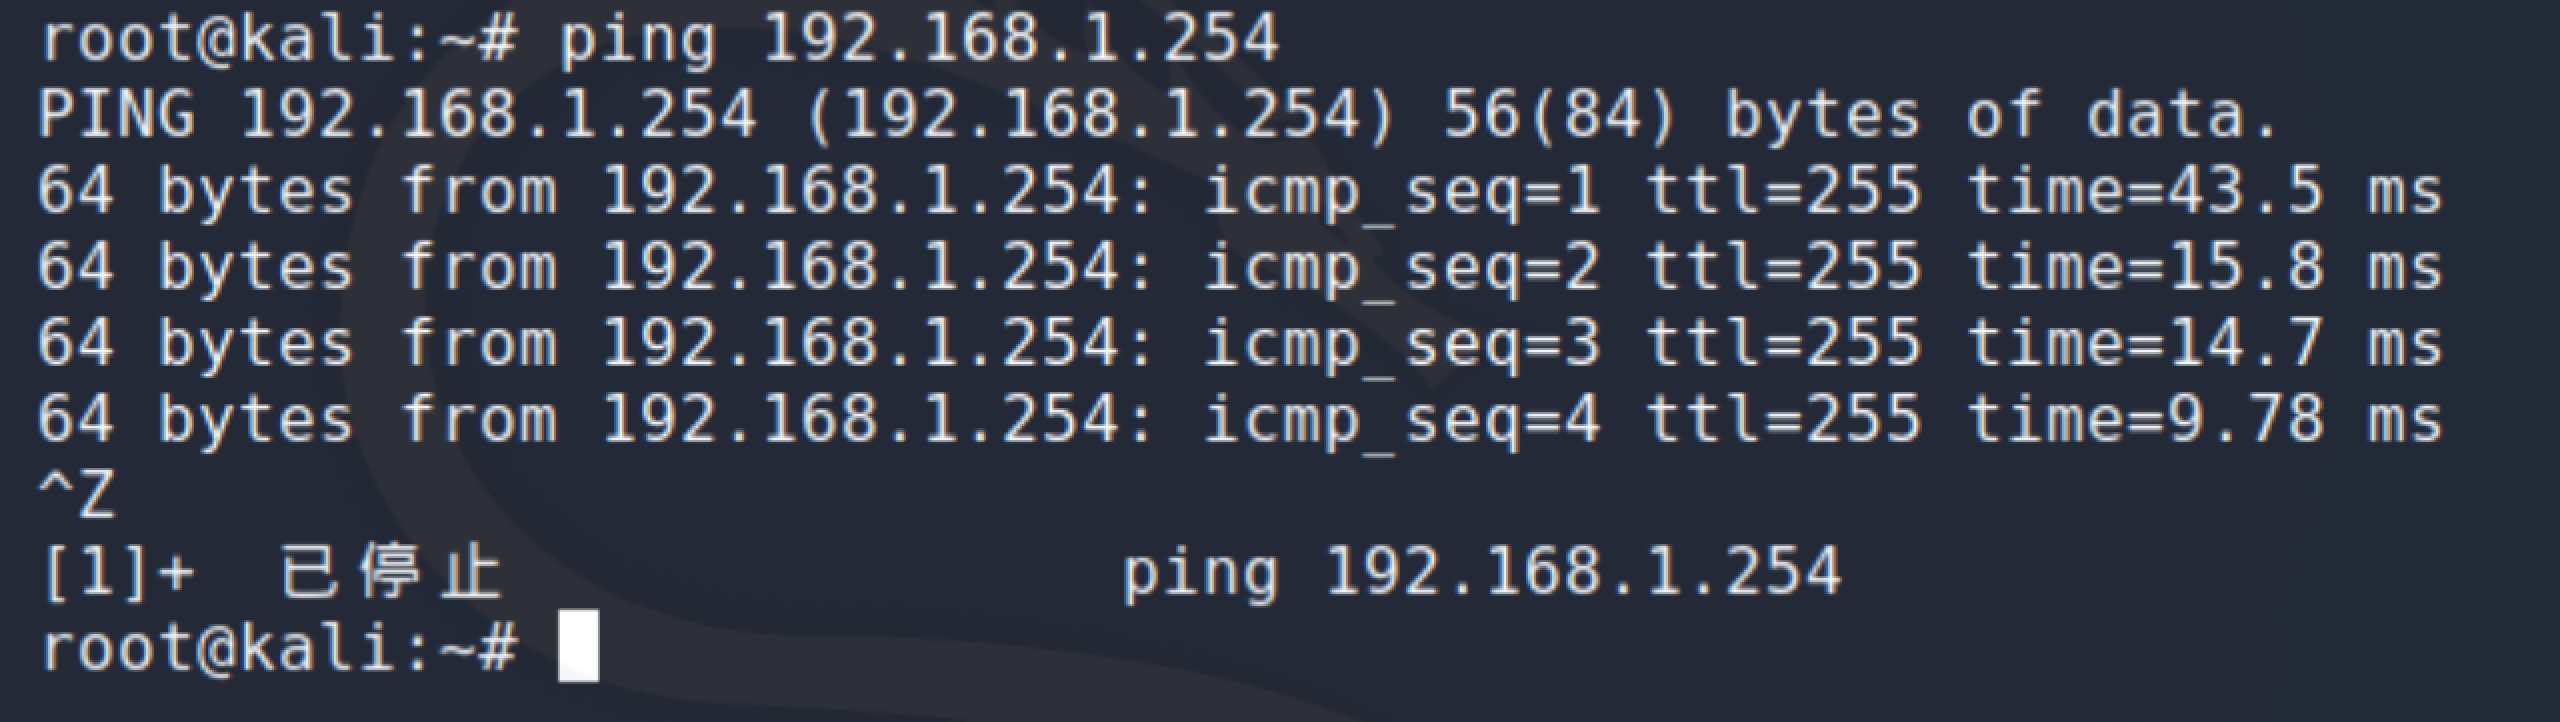 root@kali:~# ping 192.168.1.254
PING 192.168.1.254 (192.168.1.254) 56(84) bytes of data.
64 bytes from 192.168.1.254: icmp_seq=1 ttl=255 time=43.5 ms
64 bytes from 192.168.1.254: icmp_seq=2 ttl=255 time=15.8 ms
64 bytes from 192.168.1.254: icmp_seq=3 ttl=255 time=14.7 ms
64 bytes from 192.168.1.254: icmp_seq=4 ttl=255 time=9.78 ms
^Z
[1]+  已停止                 ping 192.168.1.254
root@kali:~#